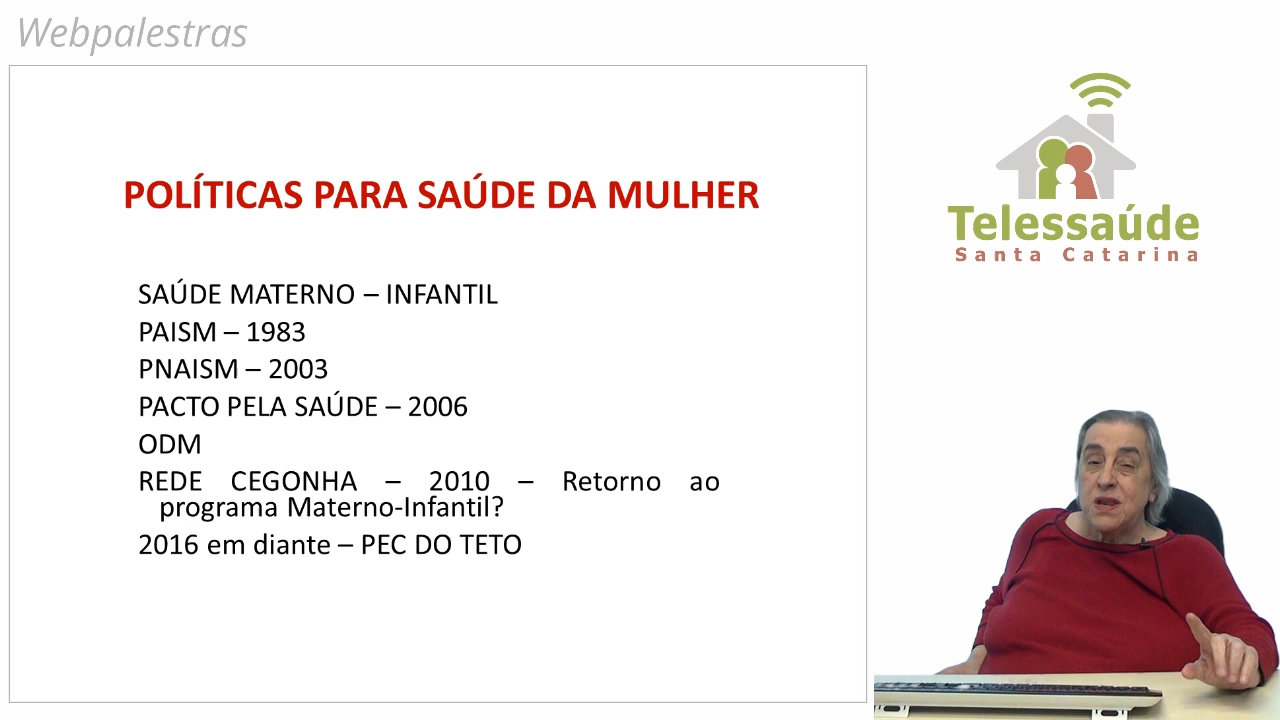 Webpalestras
POLÍTICAS PARA SAÚDE DA MULHER
SAÚDE MATERNO – INFANTIL
PAISM – 1983
PNAISM – 2003
PACTO PELA SAÚDE – 2006
ODM
REDE CEGONHA – 2010 – Retorno ao
programa Materno-Infantil?
2016 em diante – PEC DO TETO
Telessaúde
Santa Catarina